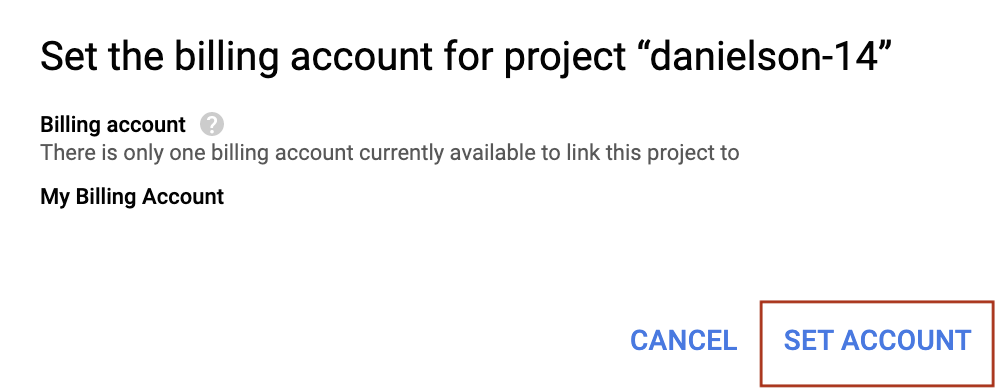 Set the billing account for project “danielson-14”
Billing account ?
There is only one billing account currently available to link this project to
My Billing Account
CANCEL SET ACCOUNT